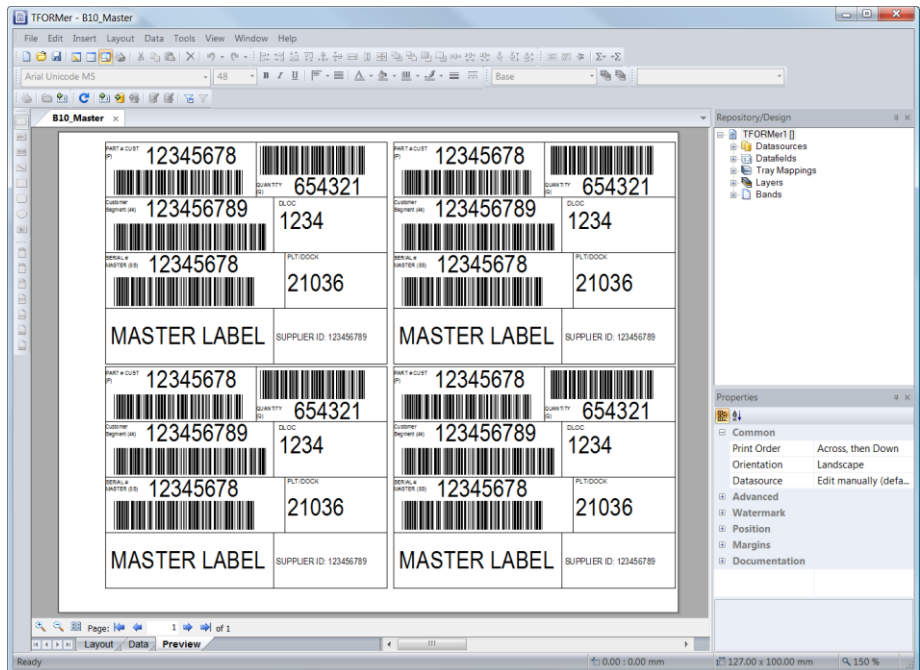 TFORMer - B10_Master
File Edit Insert Layout Data Tools View Window Help
Arial Unicode MS 48 B I U Base
B10_Master
PART # CUST (P) 12345678
QUANTITY (Q) 654321
Customer Segment (4K) 123456789
DLOC 1234
SERIAL # MASTER (5S) 12345678
PLT/DOCK 21036
MASTER LABEL SUPPLIER ID: 123456789
PART # CUST (P) 12345678
QUANTITY (Q) 654321
Customer Segment (4K) 123456789
DLOC 1234
SERIAL # MASTER (5S) 12345678
PLT/DOCK 21036
MASTER LABEL SUPPLIER ID: 123456789
PART # CUST (P) 12345678
QUANTITY (Q) 654321
Customer Segment (4K) 123456789
DLOC 1234
SERIAL # MASTER (5S) 12345678
PLT/DOCK 21036
MASTER LABEL SUPPLIER ID: 123456789
PART # CUST (P) 12345678
QUANTITY (Q) 654321
Customer Segment (4K) 123456789
DLOC 1234
SERIAL # MASTER (5S) 12345678
PLT/DOCK 21036
MASTER LABEL SUPPLIER ID: 123456789
Repository/Design
TFORMer1 []
Datasources
Datafields
Tray Mappings
Layers
Bands
Properties
Common
Print Order Across, then Down
Orientation Landscape
Datasource Edit manually (defa...
Advanced
Watermark
Position
Margins
Documentation
Page: 1 of 1
Layout Data Preview
Ready 0.00 : 0.00 mm 127.00 x 100.00 mm 150 %